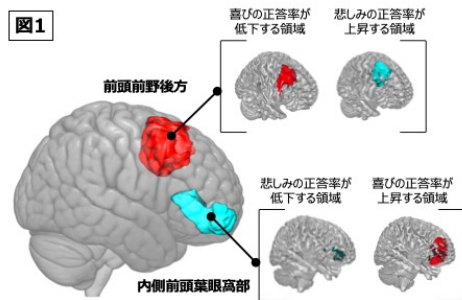 図1
喜びの正答率が
低下する領域
悲しみの正答率が
上昇する領域
前頭前野後方
悲しみの正答率が
低下する領域
喜びの正答率が
上昇する領域
内側前頭葉眼窩部